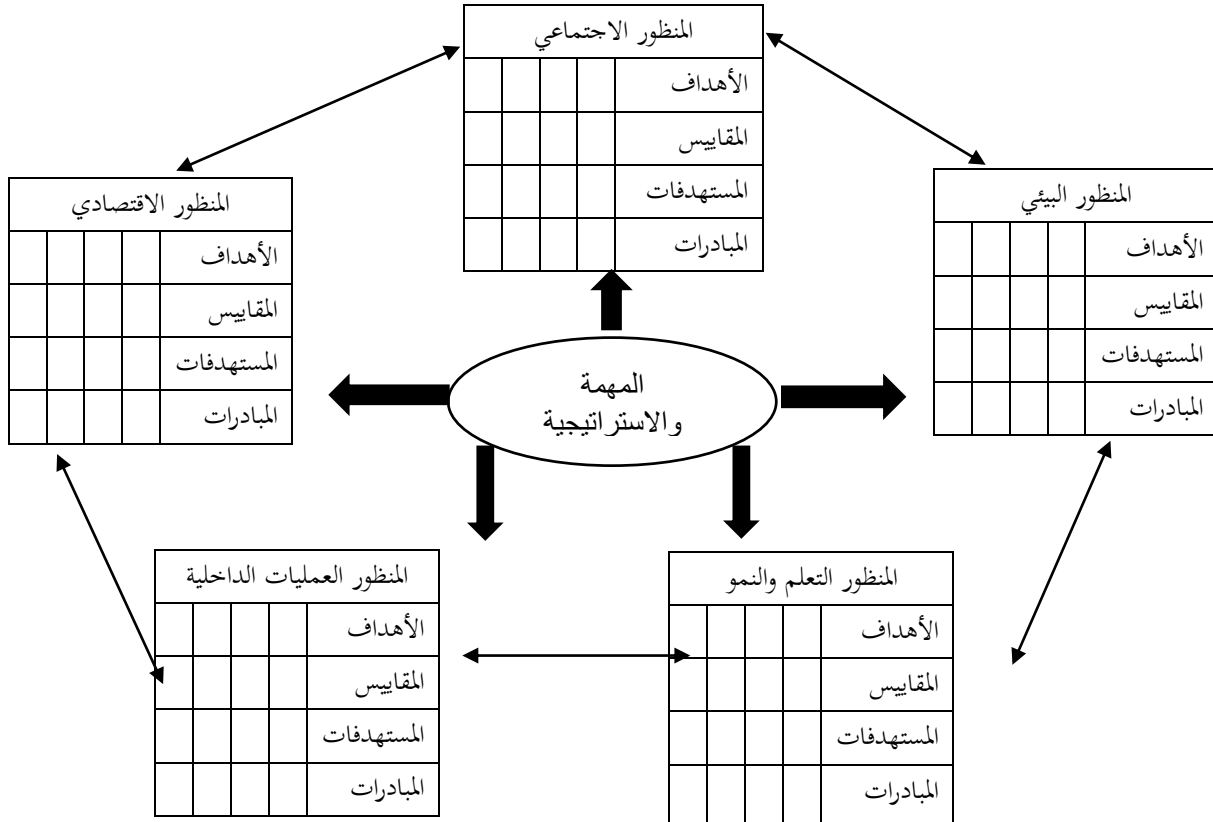 المنظور الاجتماعي
الأهداف
المقاييس
المستهدفات
المبادرات
المنظور البيئي
الأهداف
المقاييس
المستهدفات
المبادرات
المنظور الاقتصادي
الأهداف
المقاييس
المستهدفات
المبادرات
المهمة
والاستراتيجية
المنظور التعلم والنمو
الأهداف
المقاييس
المستهدفات
المبادرات
المنظور العمليات الداخلية
الأهداف
المقاييس
المستهدفات
المبادرات